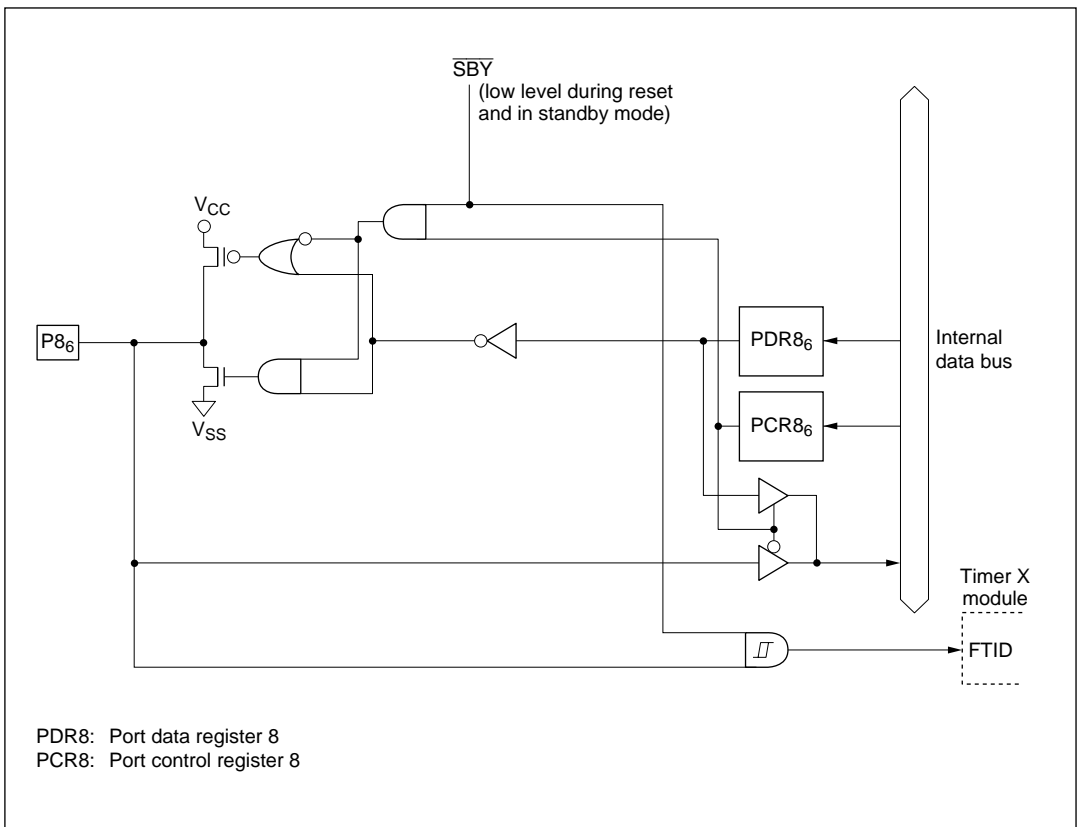 SBY
(low level during reset
and in standby mode)
VCC
P86
VSS
PDR86
PCR86
Internal
data bus
Timer X
module
FTID
PDR8: Port data register 8
PCR8: Port control register 8